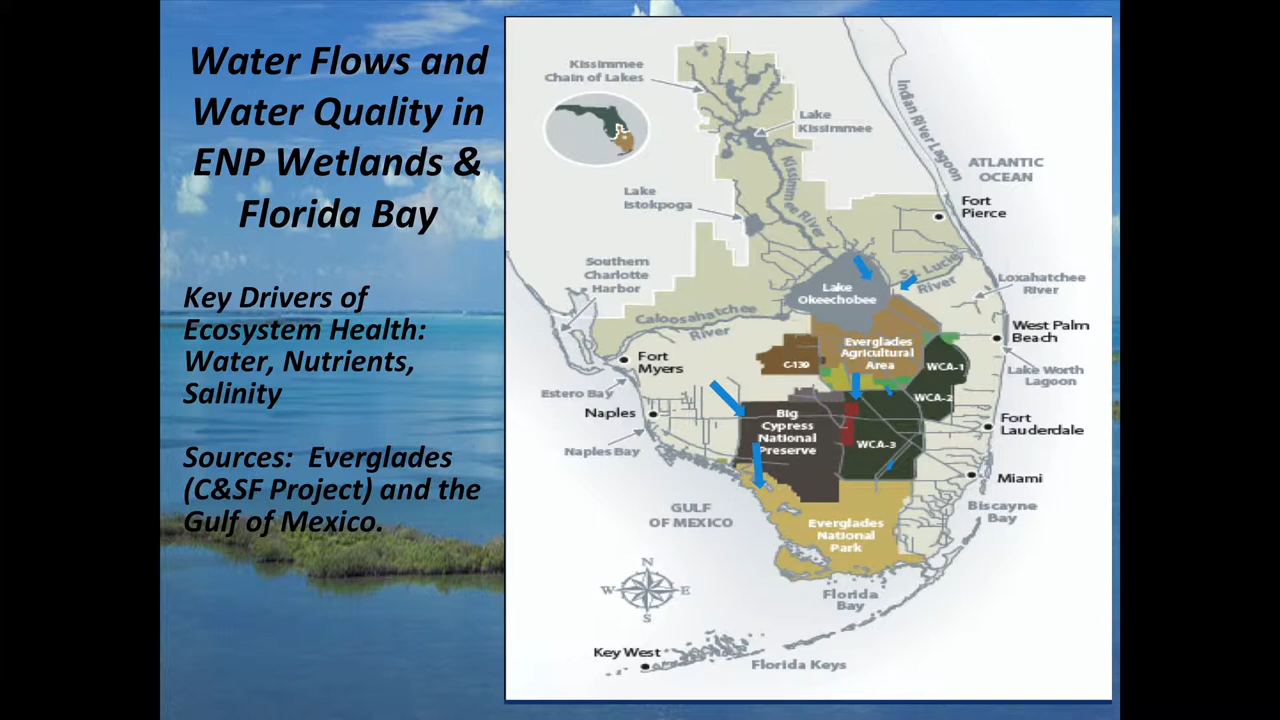 Water Flows and
Water Quality in
ENP Wetlands &
Florida Bay
Key Drivers of
Ecosystem Health:
Water, Nutrients,
Salinity
Sources: Everglades
(C&SF Project) and the
Gulf of Mexico.
Kissimmee
Chain of Lakes
Lake
Kissimmee
Indian River Lagoon
ATLANTIC
OCEAN
Kissimmee River
Lake
Istokpoga
Fort
Pierce
Southern
Charlotte
Harbor
St. Lucie
River
Loxahatchee
River
Lake
Okeechobee
Caloosahatchee
River
West Palm
Beach
Everglades
Agricultural
Area
C-139
WCA-1
Fort
Myers
Lake Worth
Lagoon
Estero Bay
WCA-2
Naples
Big
Cypress
National
Preserve
WCA-3
Fort
Lauderdale
Naples Bay
Miami
GULF
OF MEXICO
Biscayne
Bay
Everglades
National
Park
N
W
E
S
Florida
Bay
Key West
Florida Keys